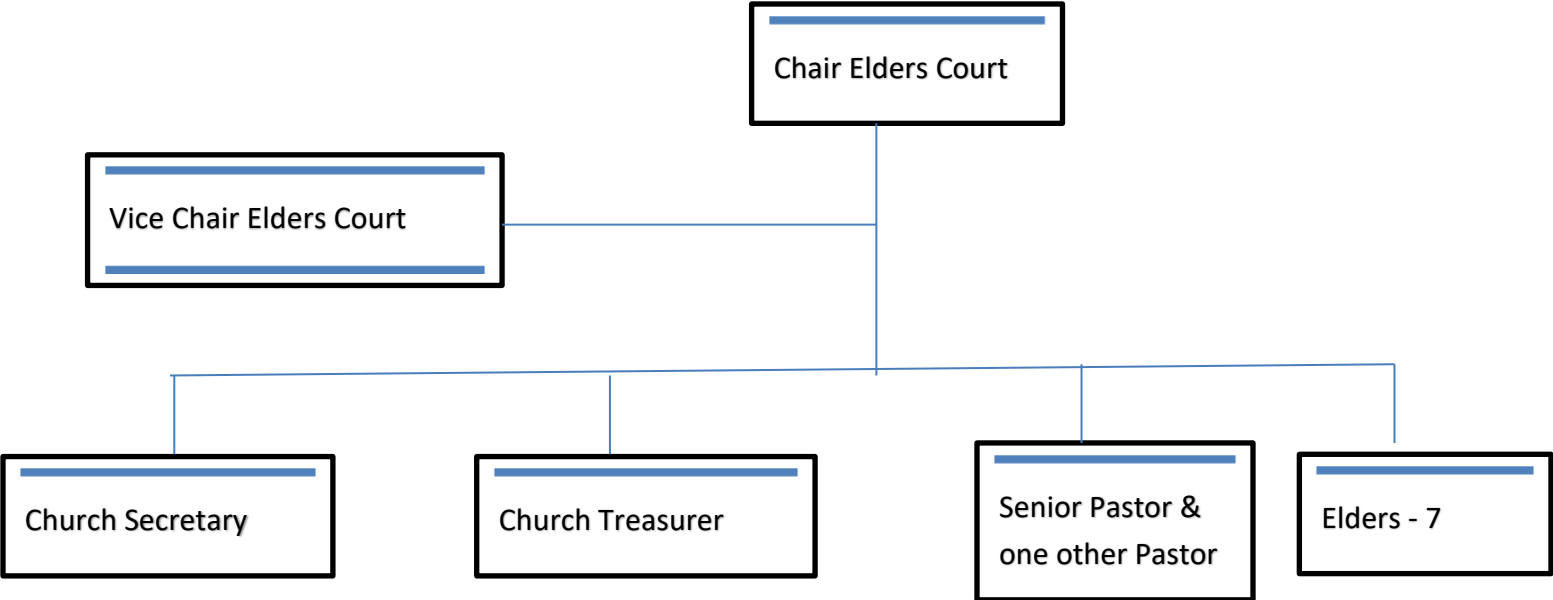 Chair Elders Court
Vice Chair Elders Court
Church Secretary
Church Treasurer
Senior Pastor &
one other Pastor
Elders - 7